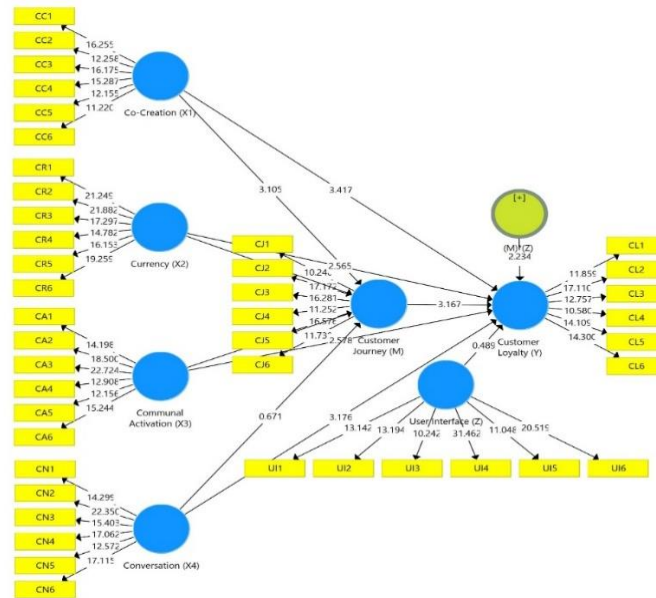 CC1
CC2
CC3
CC4
CC5
CC6
16.255
12.258
16.175
15.287
12.155
11.220
Co-Creation (X1)
3.105
3.417
CR1
CR2
CR3
CR4
CR5
CR6
21.249
21.882
17.297
14.782
16.153
19.259
Currency (X2)
2.565
[+]
(M)*(Z)
2.234
CJ1
CJ2
CJ3
CJ4
CJ5
CJ6
17.172
16.281
11.252
16.576
Customer
Journey (M)
3.167
CL1
CL2
CL3
CL4
CL5
CL6
11.859
17.110
12.757
10.580
14.109
14.300
Customer
Loyalty (Y)
CA1
CA2
CA3
CA4
CA5
CA6
14.198
18.500
22.724
12.908
12.156
15.244
Communal
Activation (X3)
2.578
0.489
User Interface (Z)
13.142
13.194
10.242
31.462
11.048
20.519
UI1
UI2
UI3
UI4
UI5
UI6
0.671
3.176
CN1
CN2
CN3
CN4
CN5
CN6
14.299
22.350
15.403
17.062
12.572
17.115
Conversation (X4)